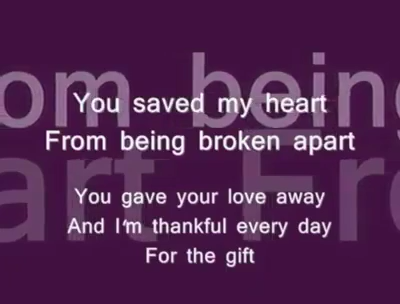 om being
You saved my heart
From being broken apart
art Fro
You gave your love away
And I'm thankful every day
For the gift